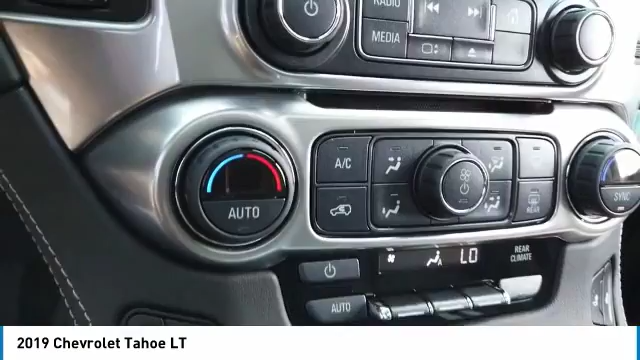 RADIO
MEDIA
A/C
AUTO
REAR
SYNC
LO
REAR
CLIMATE
AUTO
2019 Chevrolet Tahoe LT